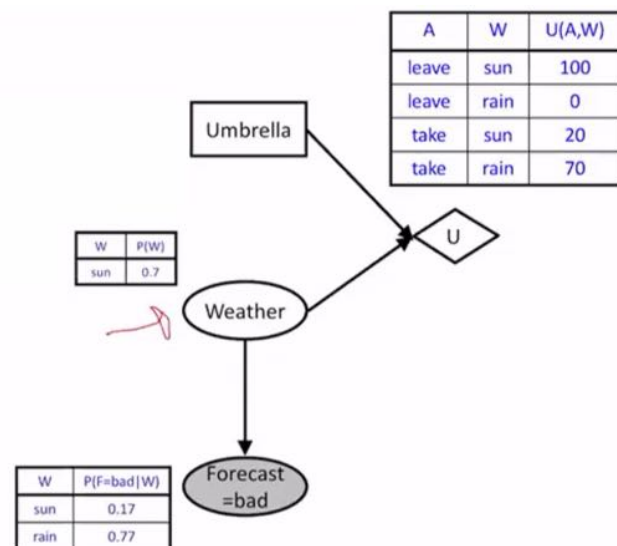 A W U(A,W)
leave sun 100
leave rain 0
take sun 20
take rain 70
Umbrella
U
W P(W)
sun 0.7
Weather
Forecast
=bad
W P(F=bad|W)
sun 0.17
rain 0.77